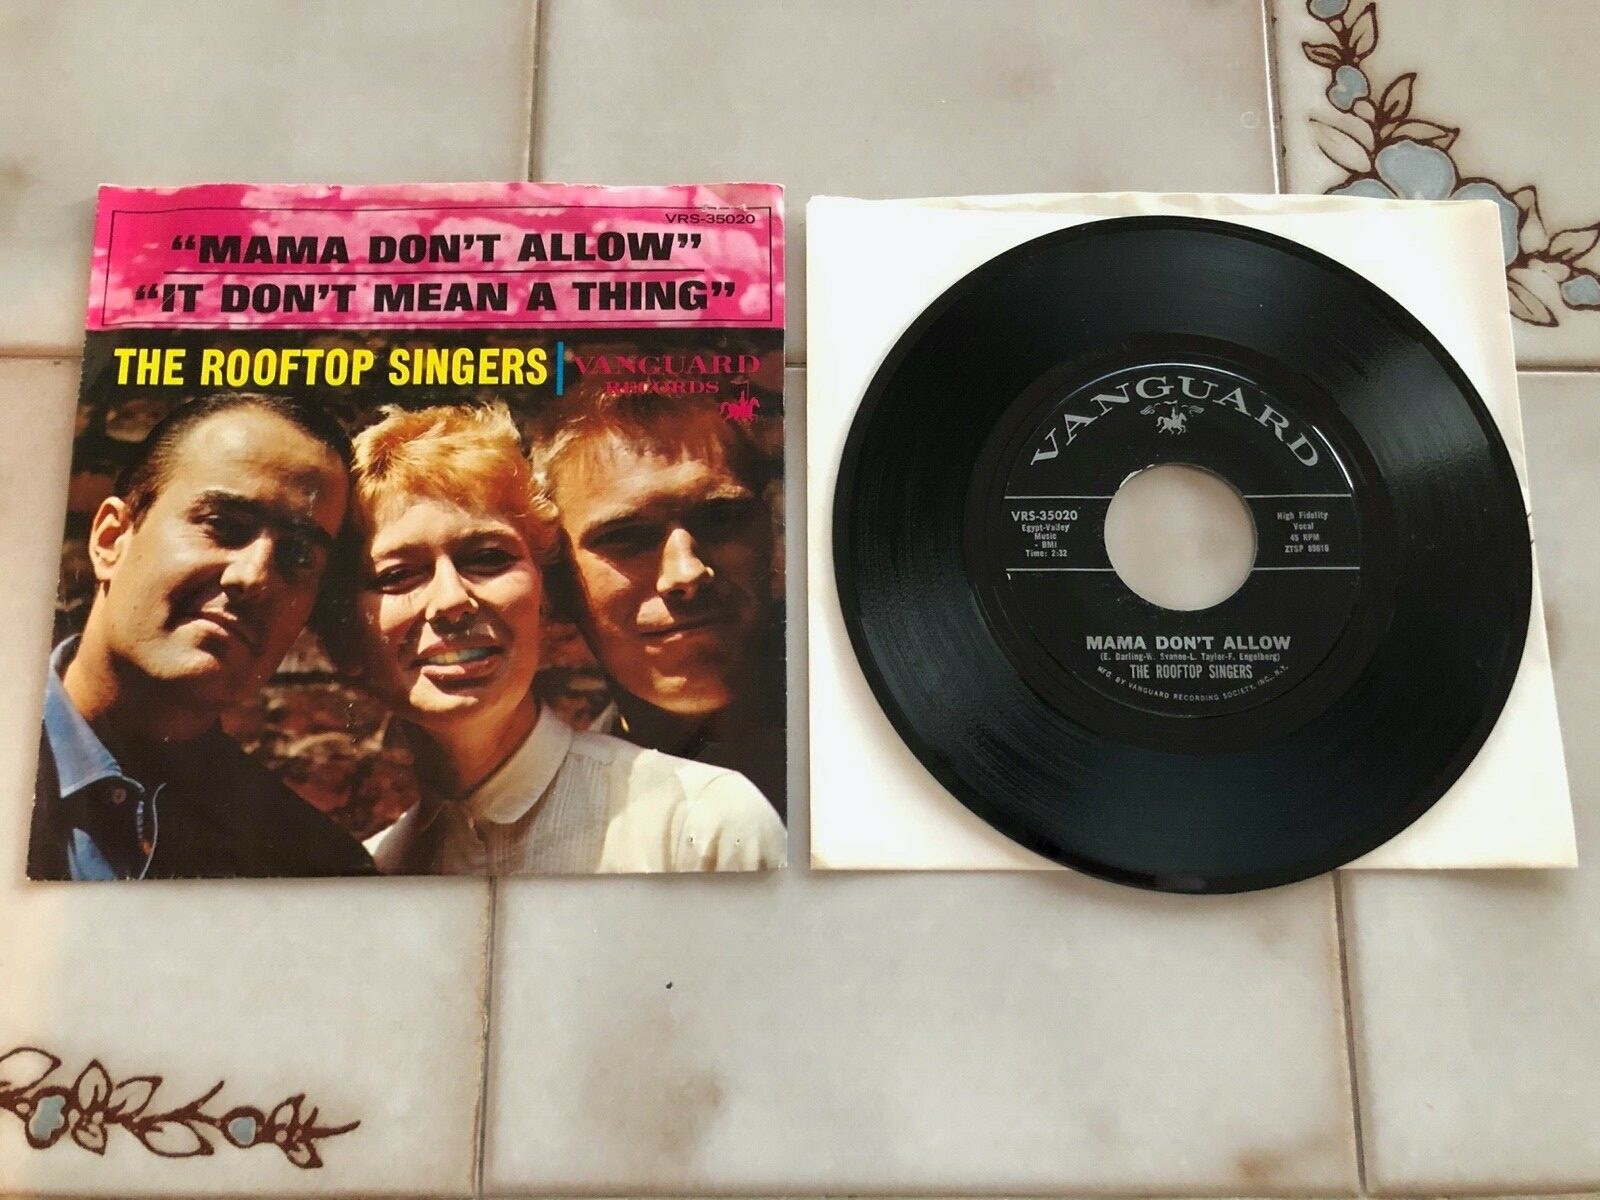 VRS-35020
“MAMA DON'T ALLOW”
“IT DON'T MEAN A THING”
THE ROOFTOP SINGERS
VANGUARD
RECORDS
VANGUARD
VRS-35020
Egypt-Valley
Music
- BMI
Time: 2:32
High Fidelity
Vocal
45 RPM
ZTSP
MAMA DON'T ALLOW
(E. Darling-W. Svanoe-L. Taylor-F. Engelberg)
THE ROOFTOP SINGERS
Mfd. BY VANGUARD RECORDING SOCIETY, INC., N.Y.